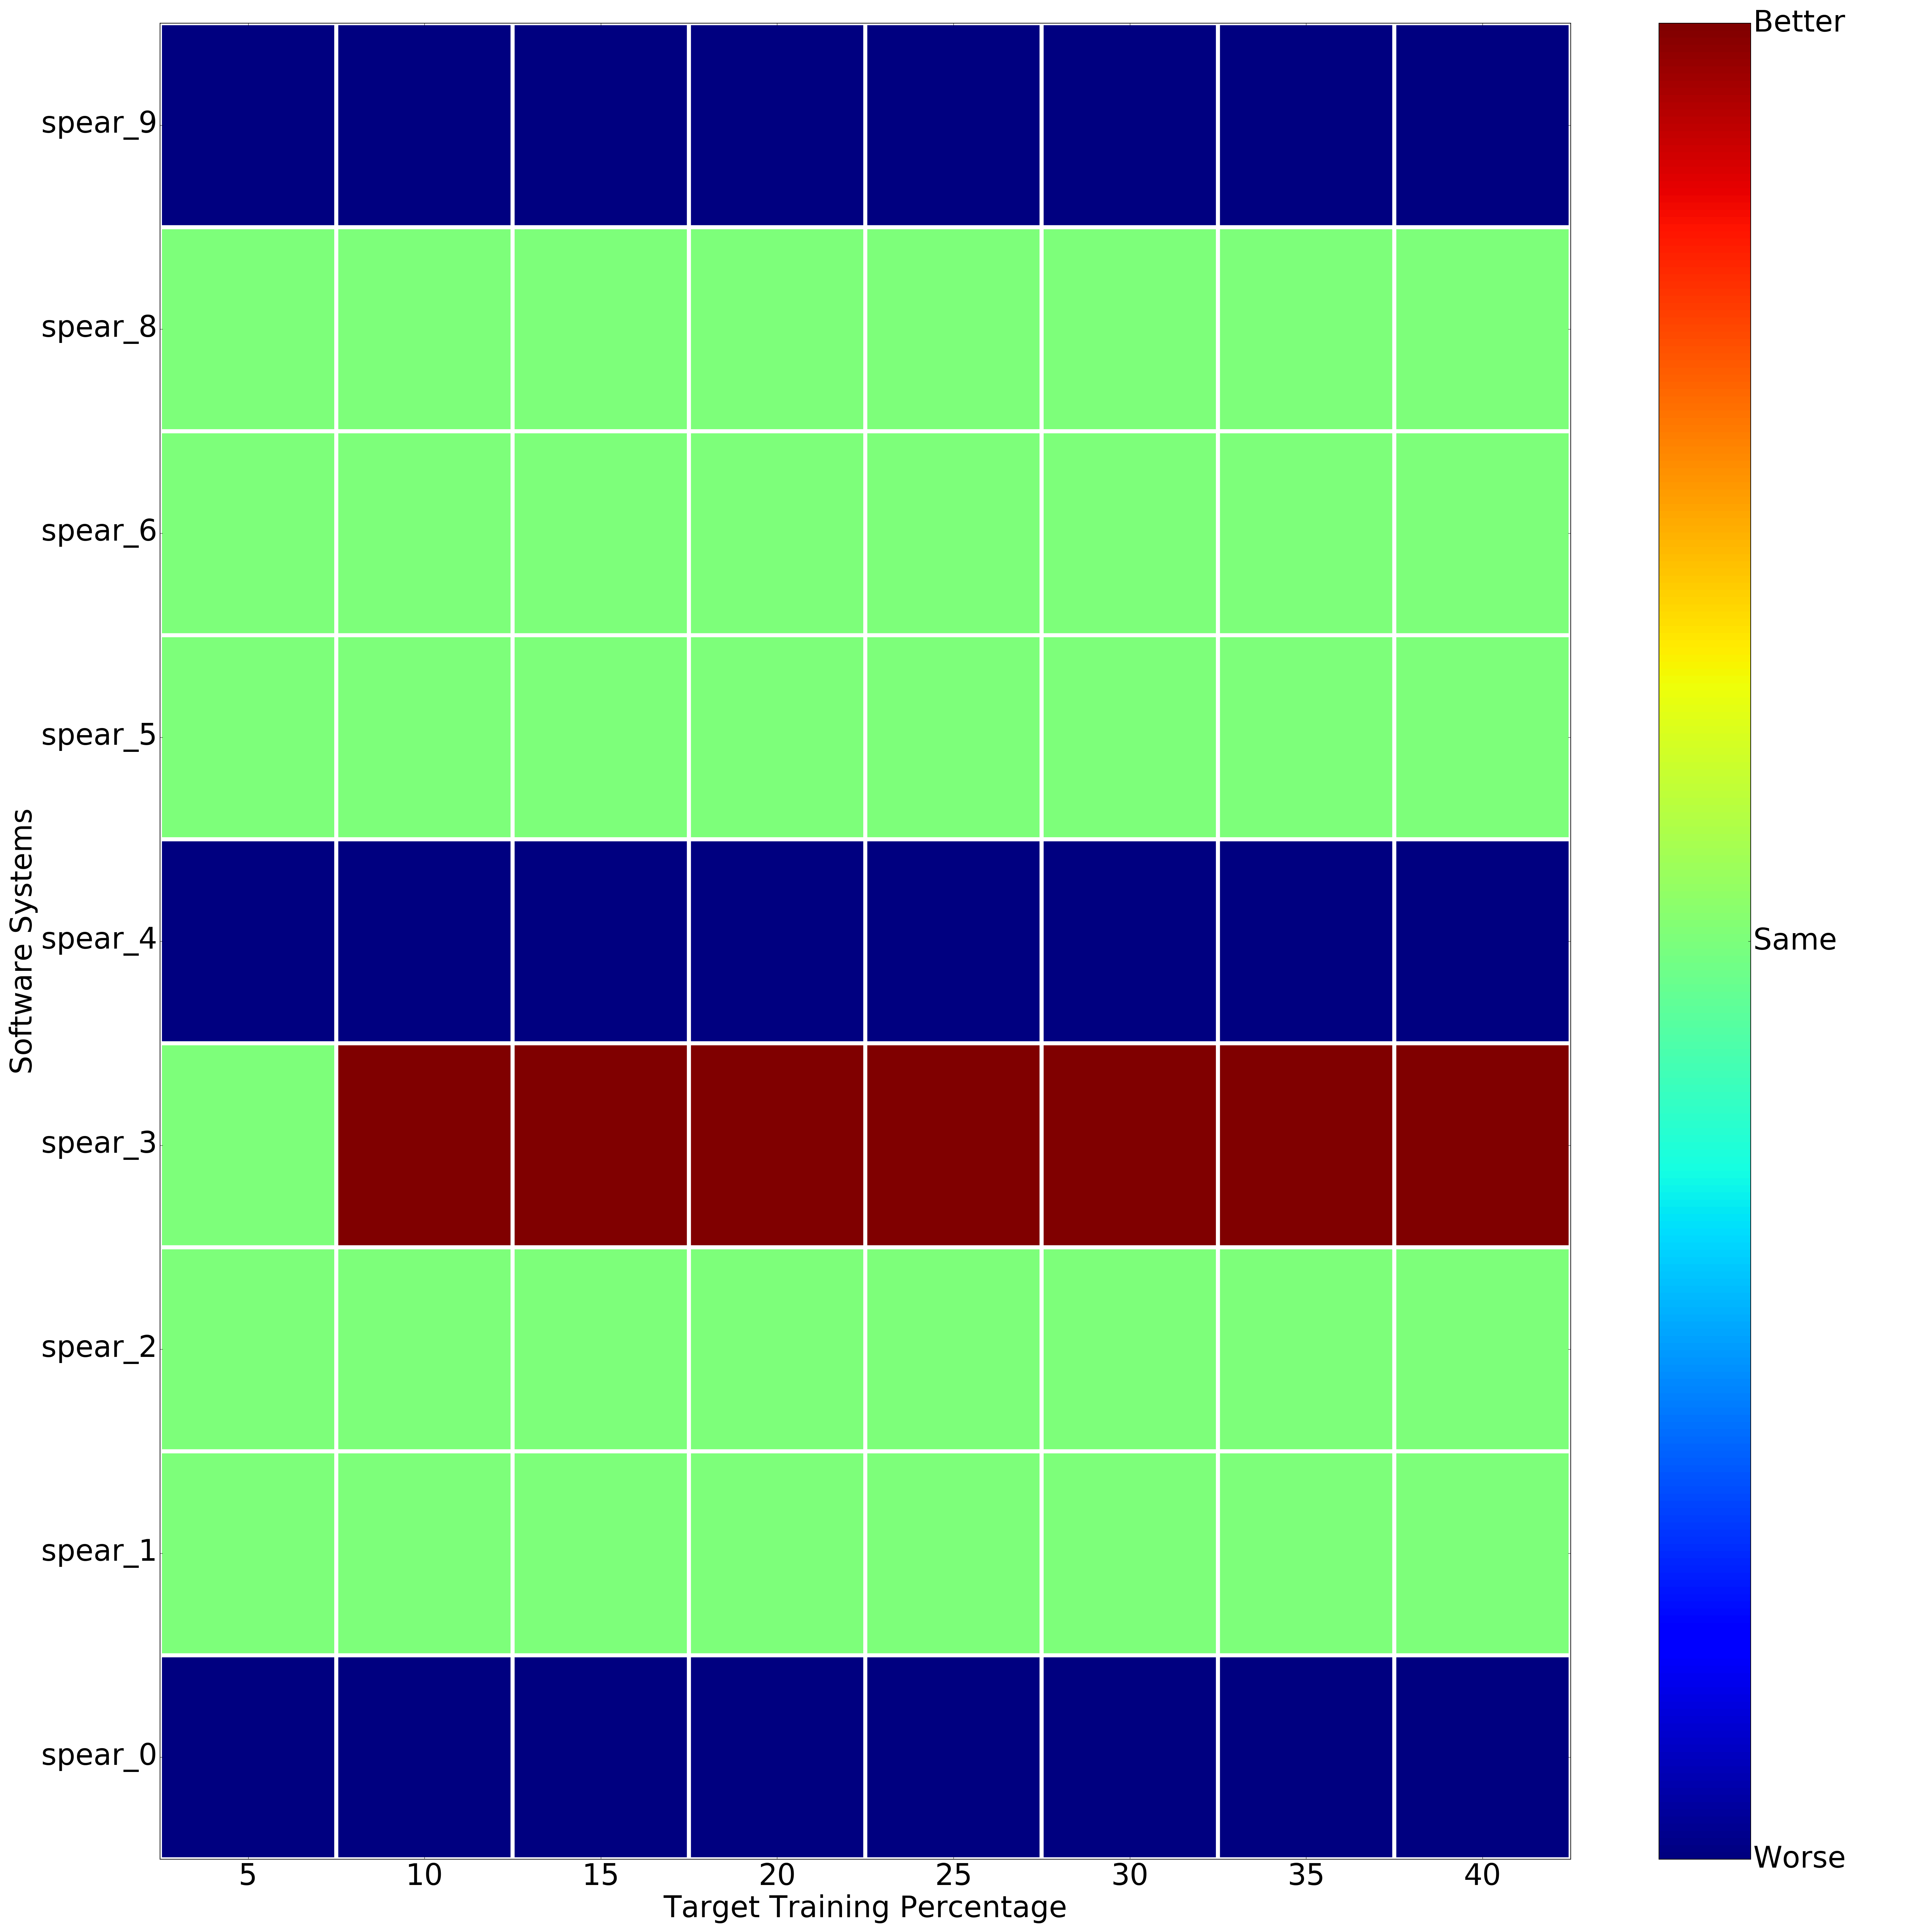 Better
spear_9
spear_8
spear_6
spear_5
Software Systems
spear_4
Same
spear_3
spear_2
spear_1
spear_0
Worse
5 10 15 20 25 30 35 40
Target Training Percentage